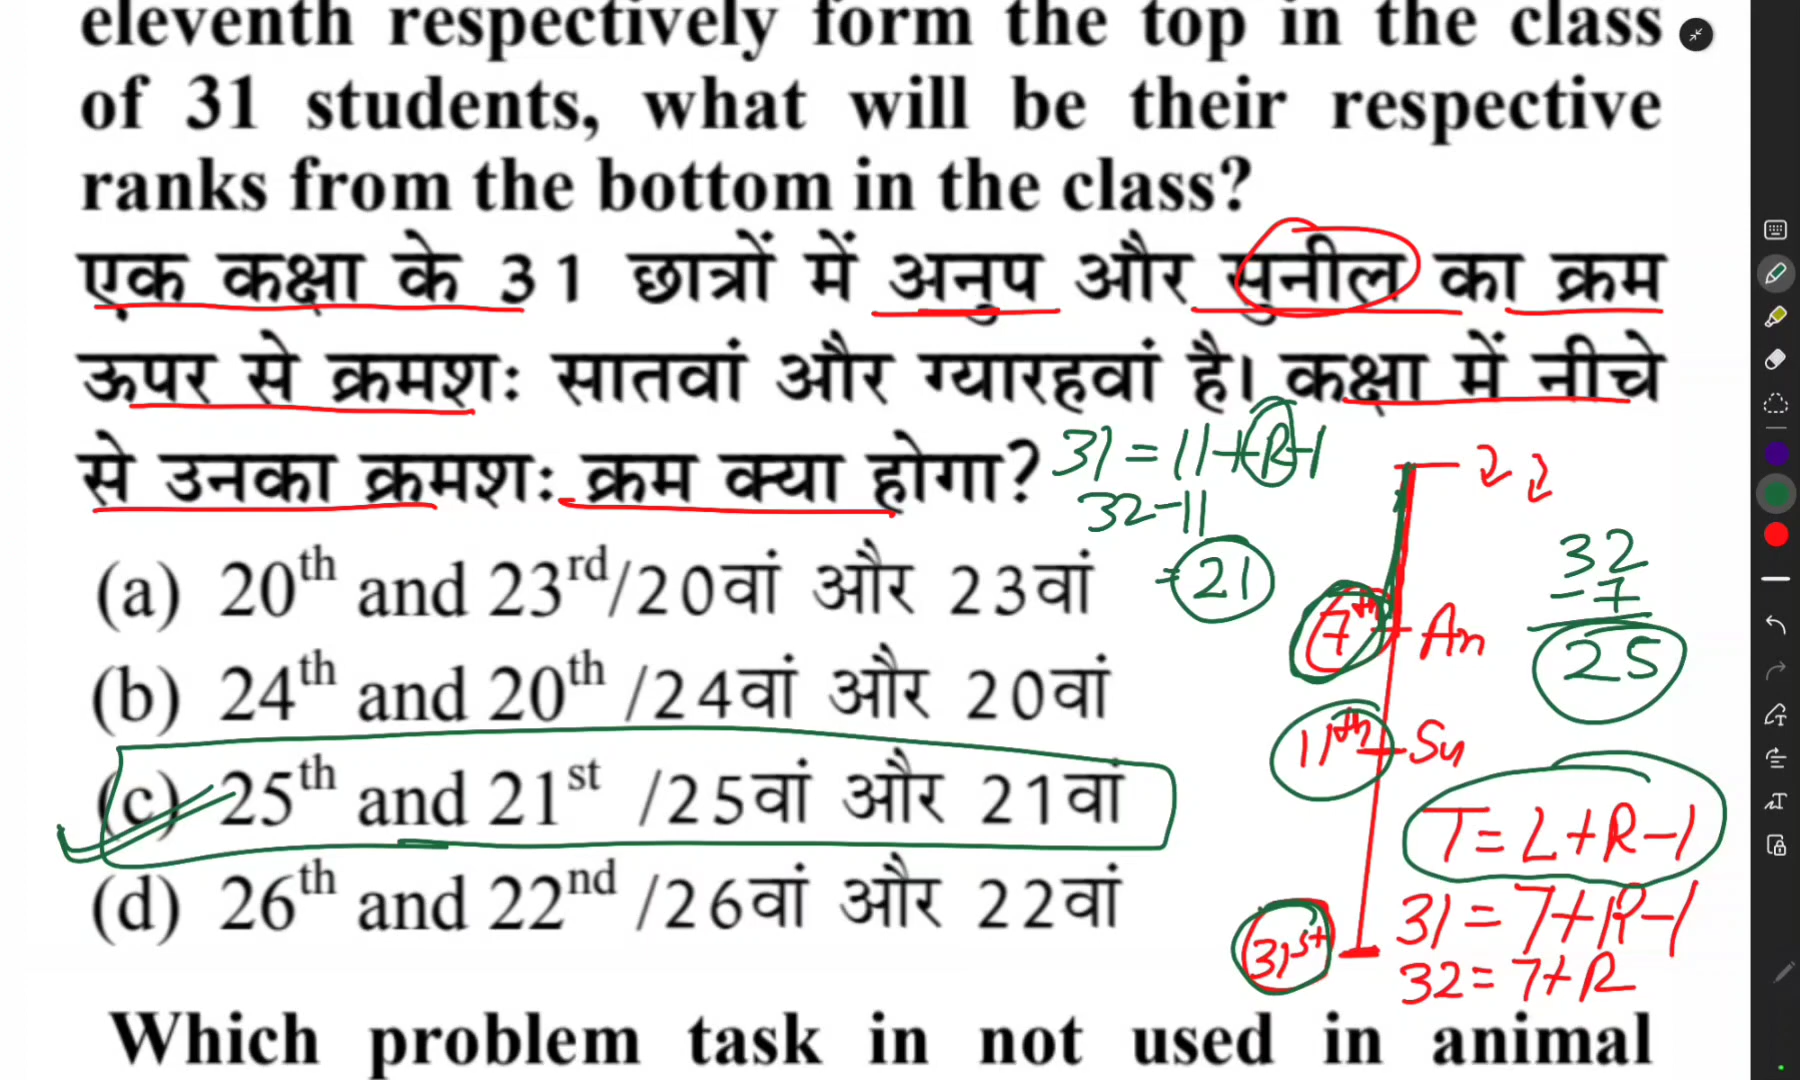 eleventh respectively form the top in the class
of 31 students, what will be their respective
ranks from the bottom in the class?
एक कक्षा के 31 छात्रों में अनुप और सुनील का क्रम
ऊपर से क्रमशः सातवां और ग्यारहवां है। कक्षा में नीचे
से उनका क्रमशः क्रम क्या होगा?
31 = 11+R-1
32-11
=21
(a) 20th and 23rd/20वां और 23वां
(b) 24th and 20th /24वां और 20वां
(c) 25th and 21st /25वां और 21वा
(d) 26th and 22nd /26वां और 22वां
7th An
11th Su
31st
32
-7
25
T=L+R-1
31=7+R-1
32=7+R
Which problem task in not used in animal